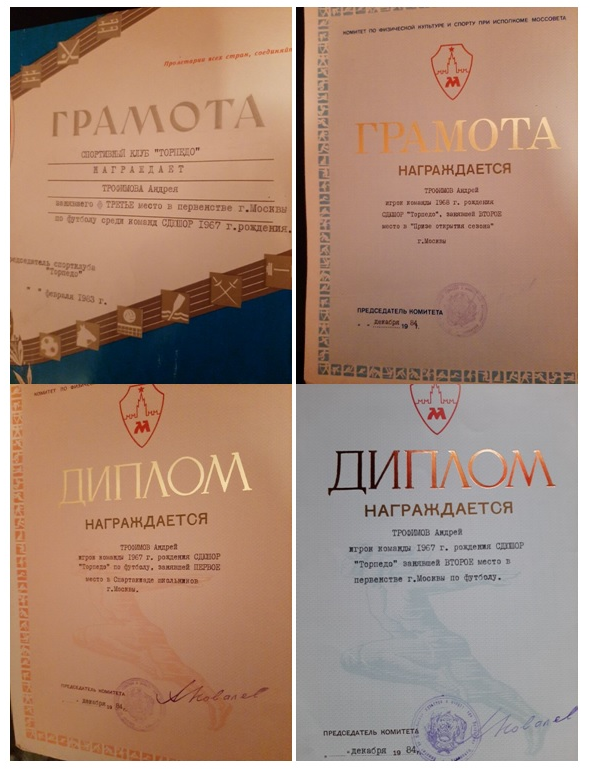 Пролетарии всех стран, соединяйт
ГРАМОТА
СПОРТИВНЫЙ КЛУБ "ТОРПЕДО"
НАГРАЖДАЕТ
ТРОФИМОВА Андрея
занявшего ТРЕТЬЕ место в первенстве г.Москвы
по футболу среди команд СДЮШОР 1967 г.рождения.
редседатель спортклуба
"Торпедо"
" " февраля 1983 г.
КОМИТЕТ ПО ФИЗИЧЕСКОЙ КУЛЬТУРЕ И СПОРТУ ПРИ ИСПОЛКОМЕ МОССОВЕТА
М
ГРАМОТА
НАГРАЖДАЕТСЯ
ТРОФИМОВ Андрей
игрок команды 1968 г. рождения
СДЮШОР "Торпедо", занявшей ВТОРОЕ
место в "Призе открытия сезона"
г.Москвы
ПРЕДСЕДАТЕЛЬ КОМИТЕТА
" " декабря 1984.
КОМИТЕТ ПО ФИЗИЧЕС
М
ДИПЛОМ
НАГРАЖДАЕТСЯ
ТРОФИМОВ Андрей
игрок команды 1967 г. рождения СДЮШОР
"Торпедо" по футболу, занявшей ПЕРВОЕ
место в Спартакиаде школьников
г.Москвы.
ПРЕДСЕДАТЕЛЬ КОМИТЕТА
декабря 1984.
М
ДИПЛОМ
НАГРАЖДАЕТСЯ
ТРОФИМОВ Андрей
игрок команды 1967 г. рождения СДЮШОР
"Торпедо" занявшей ВТОРОЕ место в
первенстве г.Москвы по футболу.
ПРЕДСЕДАТЕЛЬ КОМИТЕТА
декабря 1984.